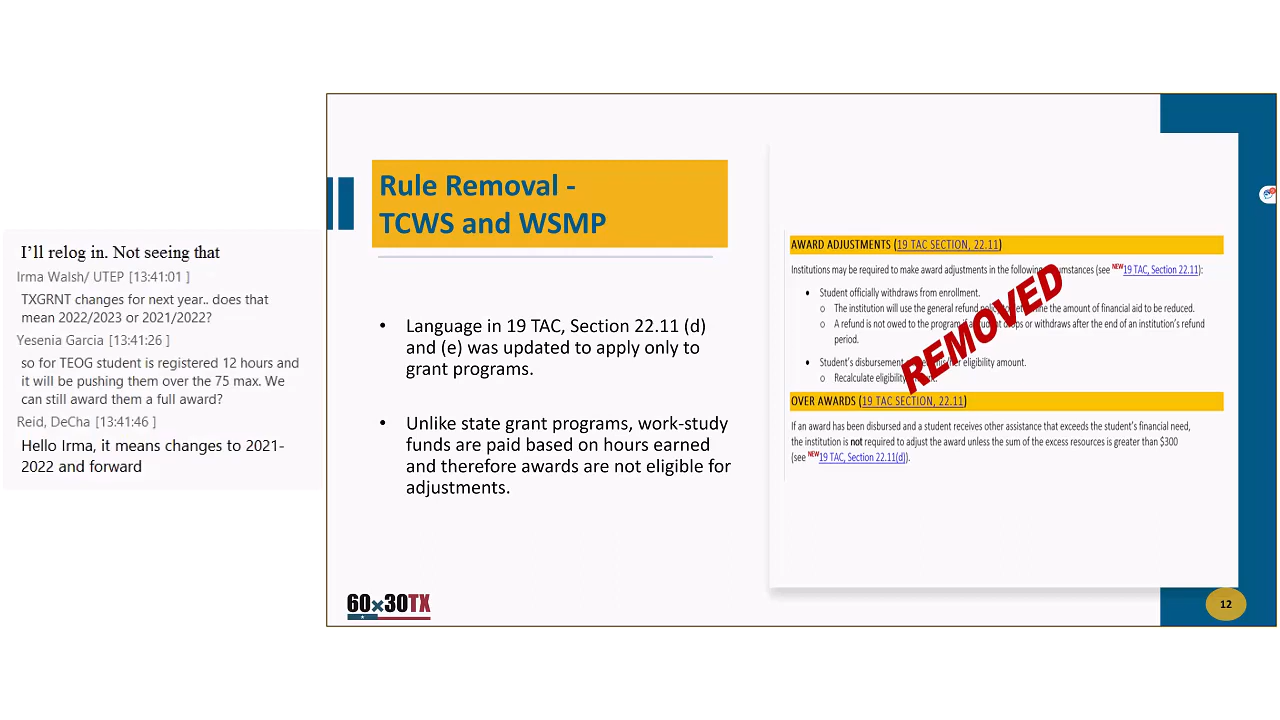 I'll relog in. Not seeing that
Irma Walsh/ UTEP [13:41:01 ]
TXGRNT changes for next year.. does that
mean 2022/2023 or 2021/2022?
Yesenia Garcia [13:41:26 ]
so for TEOG student is registered 12 hours and
it will be pushing them over the 75 max. We
can still award them a full award?
Reid, DeCha [13:41:46 ]
Hello Irma, it means changes to 2021-
2022 and forward
Rule Removal -
TCWS and WSMP
• Language in 19 TAC, Section 22.11 (d)
and (e) was updated to apply only to
grant programs.
• Unlike state grant programs, work-study
funds are paid based on hours earned
and therefore awards are not eligible for
adjustments.
60x30TX
AWARD ADJUSTMENTS (19 TAC SECTION, 22.11)
Institutions may be required to make award adjustments in the following circumstances (see NEW19 TAC, Section 22.11):
• Student officially withdraws from enrollment.
o The institution will use the general refund the amount of financial aid to be reduced.
o A refund is not owed to the program if a student drops or withdraws after the end of an institution's refund
period.
• Student's disbursement eligibility amount.
o Recalculate eligibility
REMOVED
OVER AWARDS (19 TAC SECTION, 22.11)
If an award has been disbursed and a student receives other assistance that exceeds the student's financial need,
the institution is not required to adjust the award unless the sum of the excess resources is greater than $300
(see NEW19 TAC, Section 22.11(d)).
12